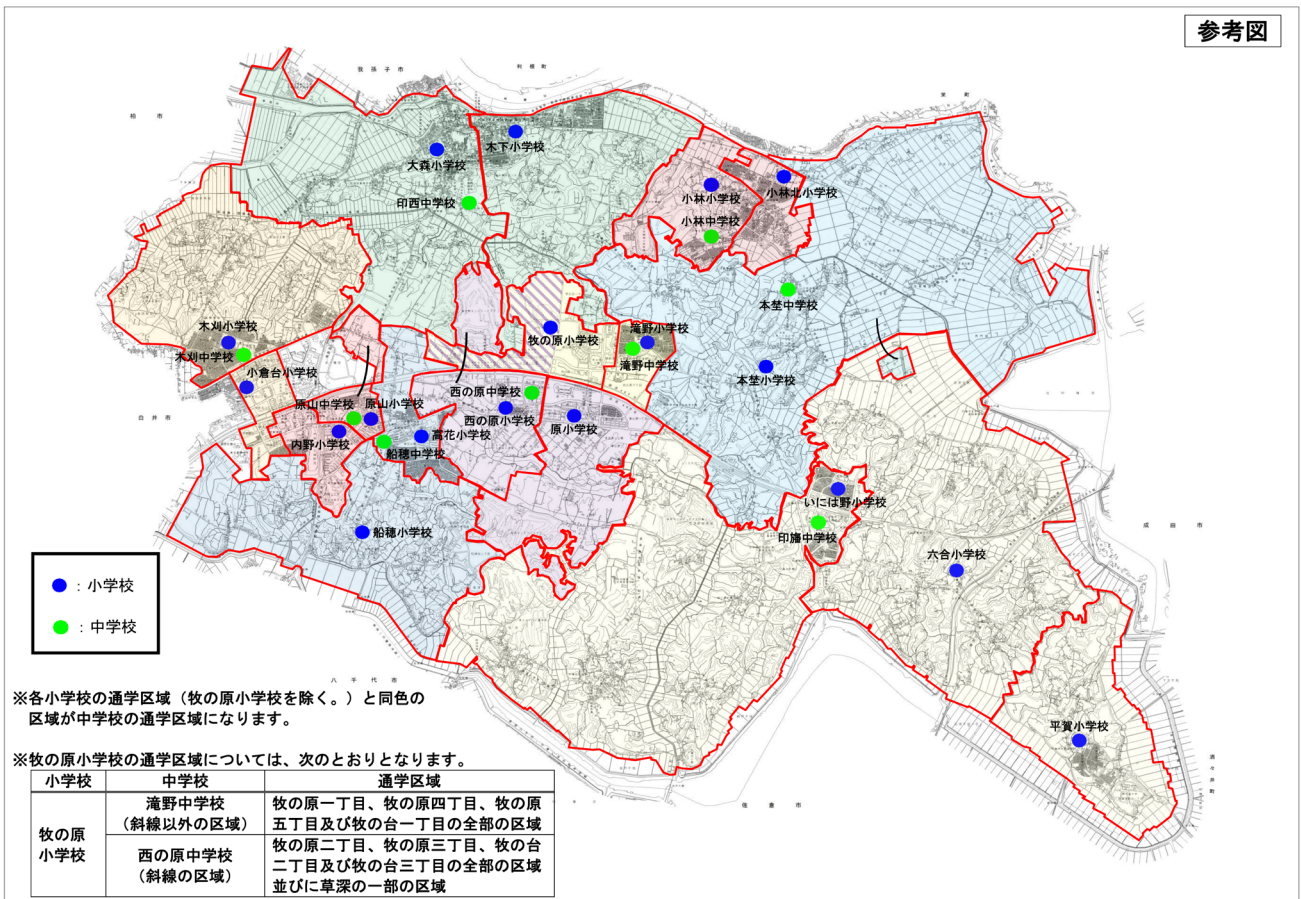 参考図
我孫子市
利根町
栄町
柏市
木下小学校
大森小学校
小林北小学校
小林小学校
印西中学校
小林中学校
本埜中学校
木刈小学校
牧の原小学校
滝野小学校
木刈中学校
滝野中学校
小倉台小学校
本埜小学校
西の原中学校
白井市
原山中学校
原山小学校
西の原小学校
原小学校
内野小学校
高花小学校
船穂中学校
いには野小学校
船穂小学校
印旛中学校
成田市
六合小学校
：小学校
：中学校
八千代市
平賀小学校
酒々井町
佐倉市
※各小学校の通学区域（牧の原小学校を除く。）と同色の
区域が中学校の通学区域になります。
※牧の原小学校の通学区域については、次のとおりとなります。
小学校 中学校 通学区域
牧の原
小学校
滝野中学校
（斜線以外の区域）
牧の原一丁目、牧の原四丁目、牧の原
五丁目及び牧の台一丁目の全部の区域
西の原中学校
（斜線の区域）
牧の原二丁目、牧の原三丁目、牧の台
二丁目及び牧の台三丁目の全部の区域
並びに草深の一部の区域